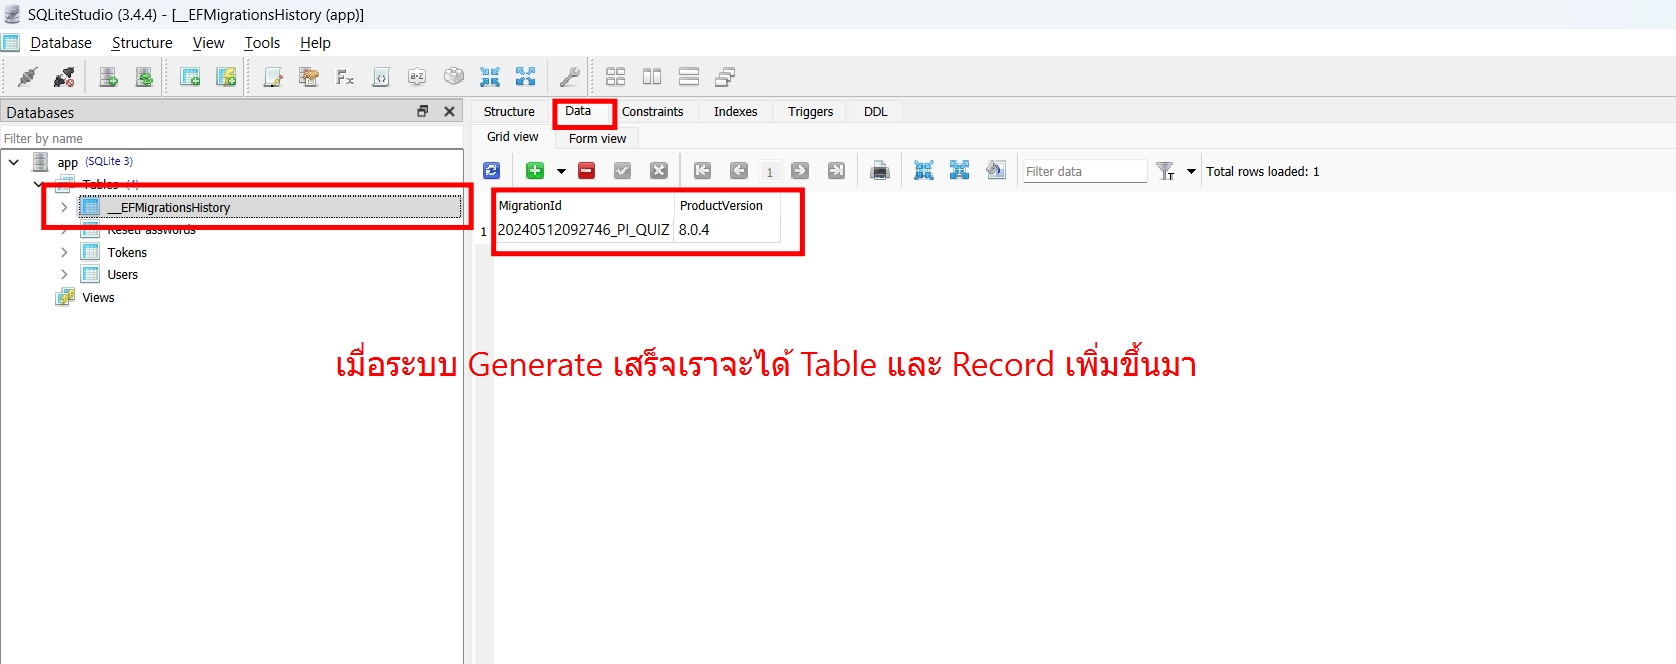 SQLiteStudio (3.4.4) - [__EFMigrationsHistory (app)]
Database Structure View Tools Help
Databases
Structure Data Constraints Indexes Triggers DDL
Filter by name
Grid view Form view
app (SQLite 3)
1 Filter data Total rows loaded: 1
Tables (4)
__EFMigrationsHistory
ResetPasswords
Tokens
Users
Views
MigrationId ProductVersion
1 20240512092746_PI_QUIZ 8.0.4
เมื่อระบบ Generate เสร็จเราจะได้ Table และ Record เพิ่มขึ้นมา